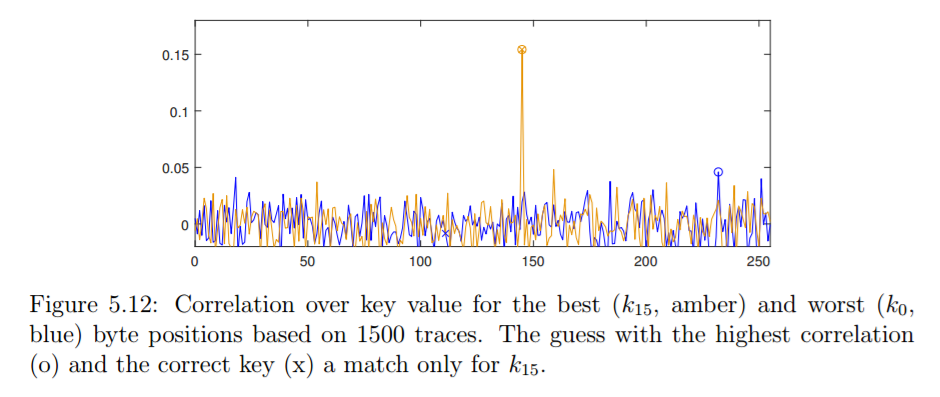 0.15
0.1
0.05
0
0 50 100 150 200 250
Figure 5.12: Correlation over key value for the best (k15, amber) and worst (k0,
blue) byte positions based on 1500 traces. The guess with the highest correlation
(o) and the correct key (x) a match only for k15.